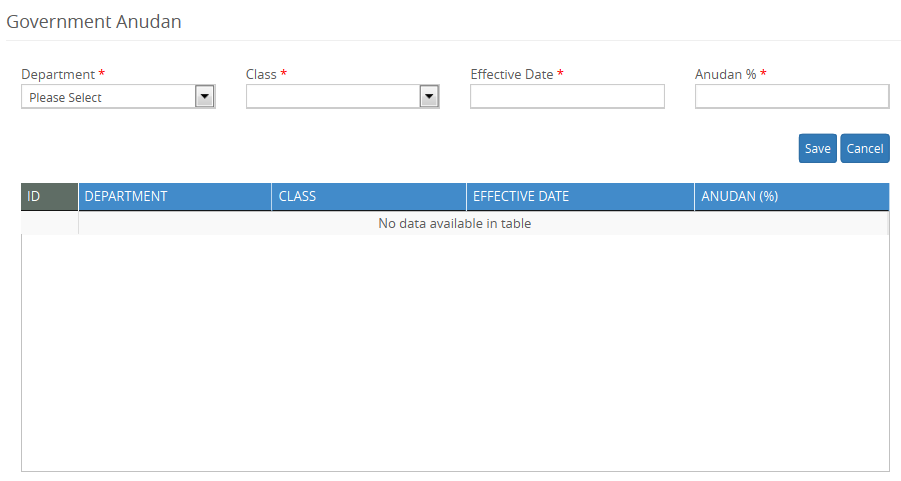 Government Anudan
Department * Class * Effective Date * Anudan % *
Please Select
Save Cancel
ID DEPARTMENT CLASS EFFECTIVE DATE ANUDAN (%)
No data available in table